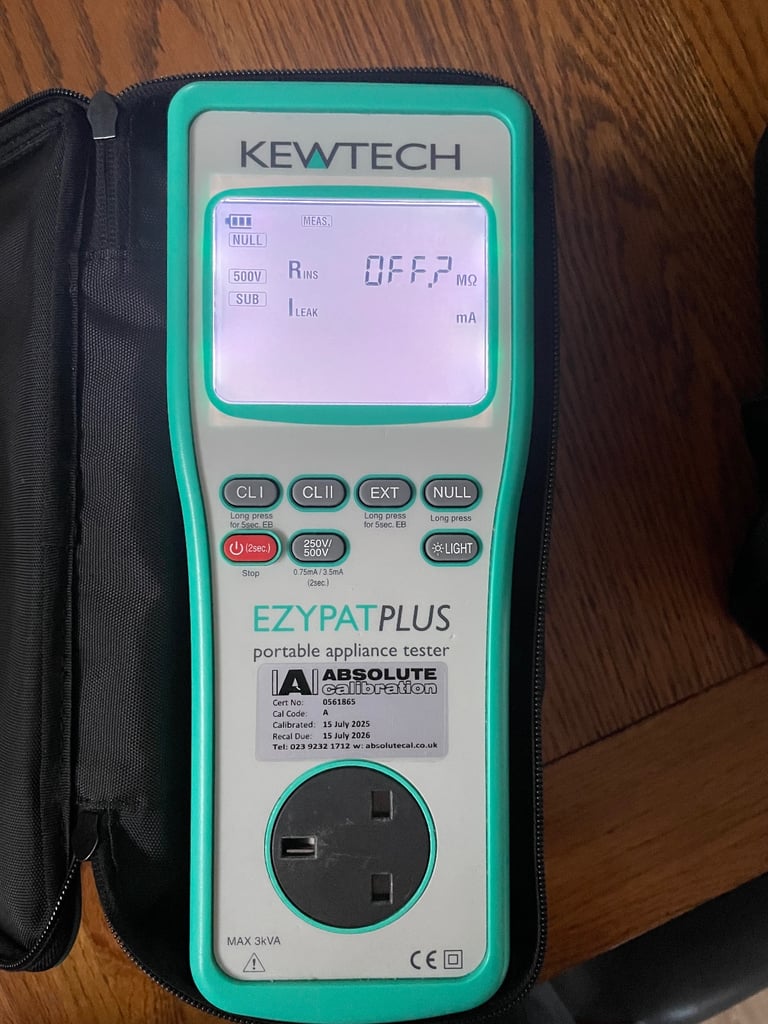 KEWTECH
MEAS.
NULL
500V RINS OFF.? MΩ
SUB ILEAK mA
CL I CL II EXT NULL
Long press for 5sec. EB Long press for 5sec. EB Long press
(2sec.) 250V/500V LIGHT
Stop 0.75mA / 3.5mA (2sec.)
EZYPATPLUS
portable appliance tester
|A| ABSOLUTE
calibration
Cert No: 0561865
Cal Code: A
Calibrated: 15 July 2025
Recal Due: 15 July 2026
Tel: 023 9232 1712 w: absolutecal.co.uk
MAX 3kVA
CE